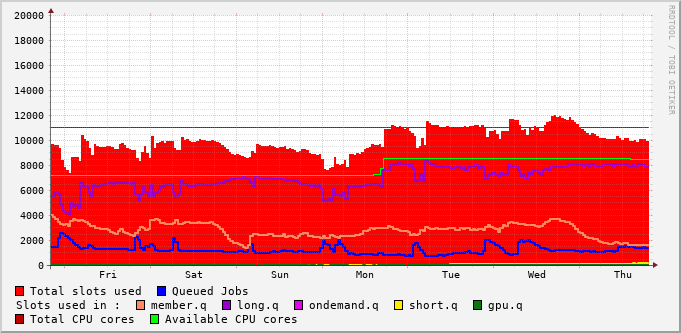 20000
18000
16000
14000
12000
10000
8000
6000
4000
2000
0
Fri Sat Sun Mon Tue Wed Thu
RRDTOOL / TOBI OETIKER
Total slots used Queued Jobs
Slots used in : member.q long.q ondemand.q short.q gpu.q
Total CPU cores Available CPU cores